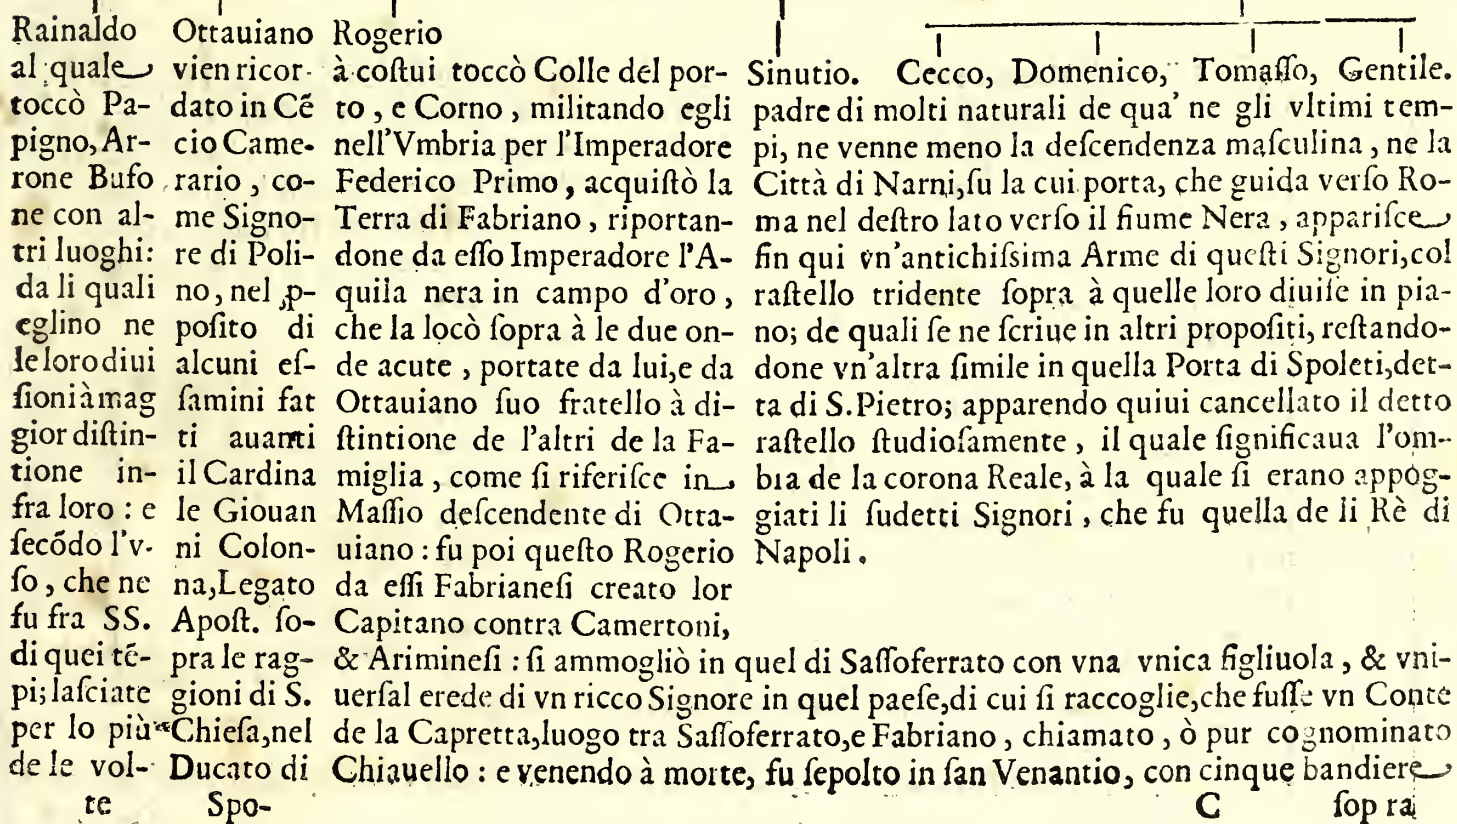 Rainaldo
al quale
toccò Pa-
pigno, Ar-
rone Bufo
ne con al-
tri luoghi:
da li quali
eglino ne
le loro diui
ſioni à mag
gior diſtin-
tione in-
fra loro : e
ſecõdo l'v-
ſo, che ne
fu fra SS.
di quei tẽ-
pi; laſciate
per lo più
de le vol-
te
Ottauiano
vien ricor-
dato in Cẽ
cio Came-
rario, co-
me Signo-
re di Poli-
no, nel ꝓ-
poſito di
alcuni eſ-
ſamini fat
ti auanti
il Cardina
le Giouan
ni Colon-
na, Legato
Apoſt. ſo-
pra le rag-
gioni di S.
Chieſa, nel
Ducato di
Spo-
Rogerio
à coſtui toccò Colle del por-
to, e Corno, militando egli
nell'Vmbria per l'Imperadore
Federico Primo, acquiſtò la
Terra di Fabriano, riportan-
done da eſſo Imperadore l'A-
quila nera in campo d'oro,
che la locò ſopra à le due on-
de acute, portate da lui, e da
Ottauiano ſuo fratello à di-
ſtintione de l'altri de la Fa-
miglia, come ſi riferiſce in
Maſſio deſcendente di Otta-
uiano : fu poi queſto Rogerio
da eſſi Fabrianeſi creato lor
Capitano contra Camertoni,
& Arimineſi : ſi ammogliò in quel di Saſſoferrato con vna vnica figliuola, & vni-
uerſal erede di vn ricco Signore in quel paeſe, di cui ſi raccoglie, che fuſſe vn Conte
de la Capretta, luogo tra Saſſoferrato, e Fabriano, chiamato, ò pur cognominato
Chiauello : e venendo à morte, fu ſepolto in ſan Venantio, con cinque bandiere
Sinutio. Cecco, Domenico, Tomaſſo, Gentile.
padre di molti naturali de qua' ne gli vltimi tem-
pi, ne venne meno la deſcendenza maſculina, ne la
Città di Narni, ſu la cui porta, che guida verſo Ro-
ma nel deſtro lato verſo il fiume Nera, appariſce
fin qui vn'antichiſsima Arme di queſti Signori, col
raſtello tridente ſopra à quelle loro diuiſe in pia-
no; de quali ſe ne ſcriue in altri propoſiti, reſtando-
done vn'altra ſimile in quella Porta di Spoleti, det-
ta di S. Pietro; apparendo quiui cancellato il detto
raſtello ſtudioſamente, il quale ſignificaua l'om-
bia de la corona Reale, à la quale ſi erano appog-
giati li ſudetti Signori, che fu quella de li Rè di
Napoli.
C ſop ra